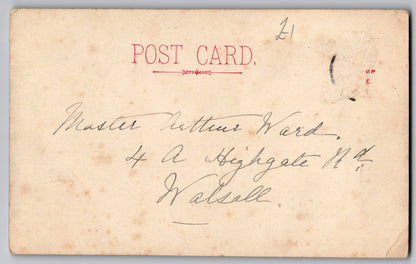 £1
POST CARD.
Master Arthur Ward.
4 A Highgate Rd.
Walsall.